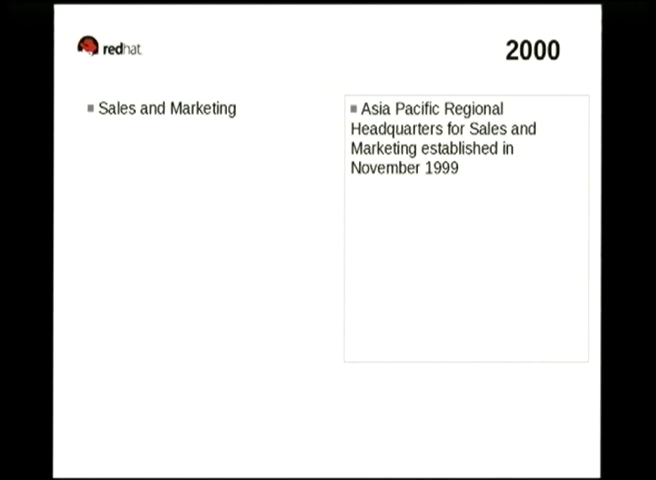 redhat
2000
Sales and Marketing
Asia Pacific Regional
Headquarters for Sales and
Marketing established in
November 1999